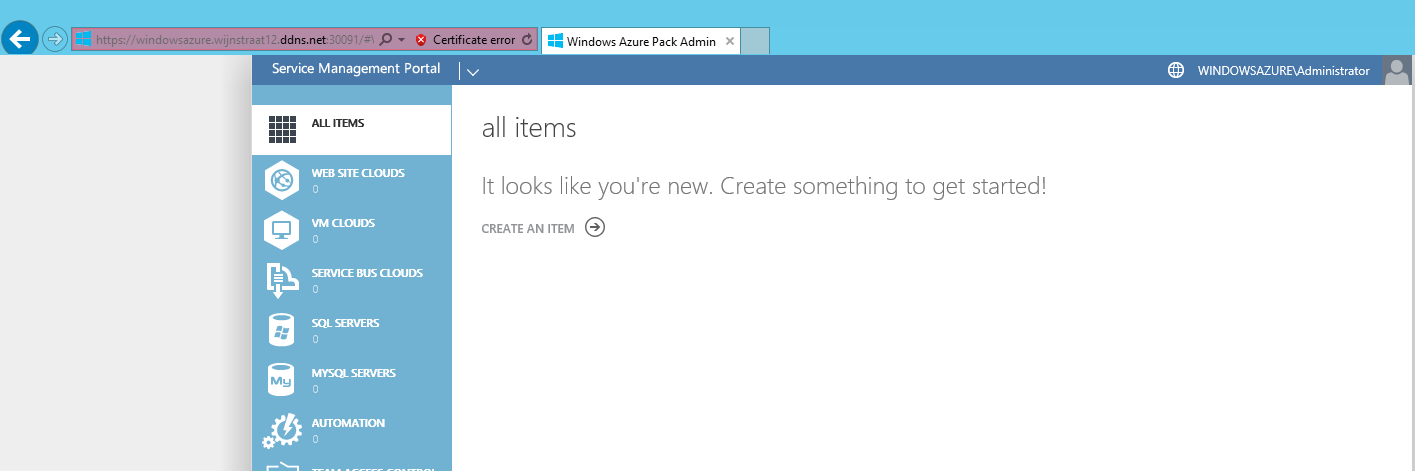 https://windowsazure.wijnstraat12.ddns.net:30091/#\
Certificate error
Windows Azure Pack Admin
Service Management Portal
WINDOWSAZURE\Administrator
ALL ITEMS
WEB SITE CLOUDS
0
VM CLOUDS
0
SERVICE BUS CLOUDS
0
SQL SERVERS
0
My
MYSQL SERVERS
0
AUTOMATION
0
all items
It looks like you're new. Create something to get started!
CREATE AN ITEM